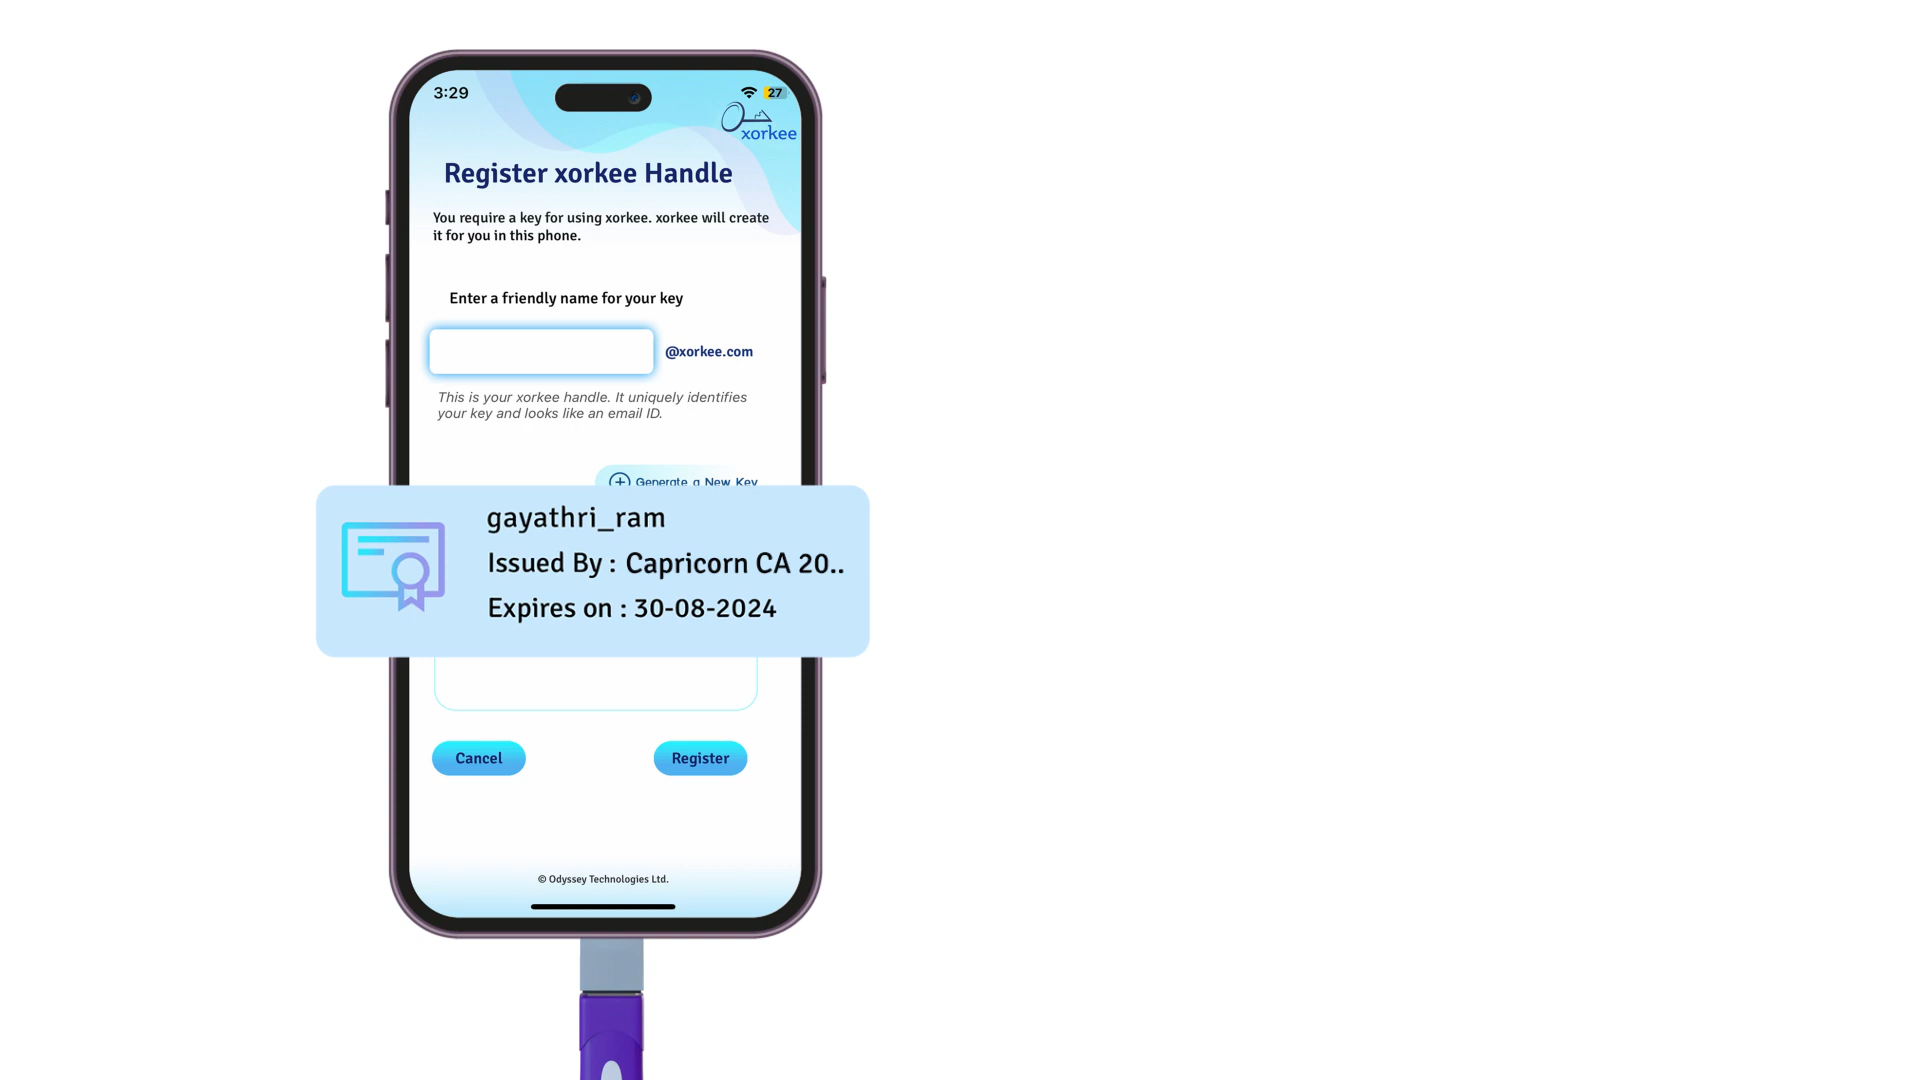 3:29
27
xorkee
Register xorkee Handle
You require a key for using xorkee. xorkee will create
it for you in this phone.
Enter a friendly name for your key
@xorkee.com
This is your xorkee handle. It uniquely identifies
your key and looks like an email ID.
Generate a New Key
gayathri_ram
Issued By : Capricorn CA 20..
Expires on : 30-08-2024
Cancel
Register
© Odyssey Technologies Ltd.